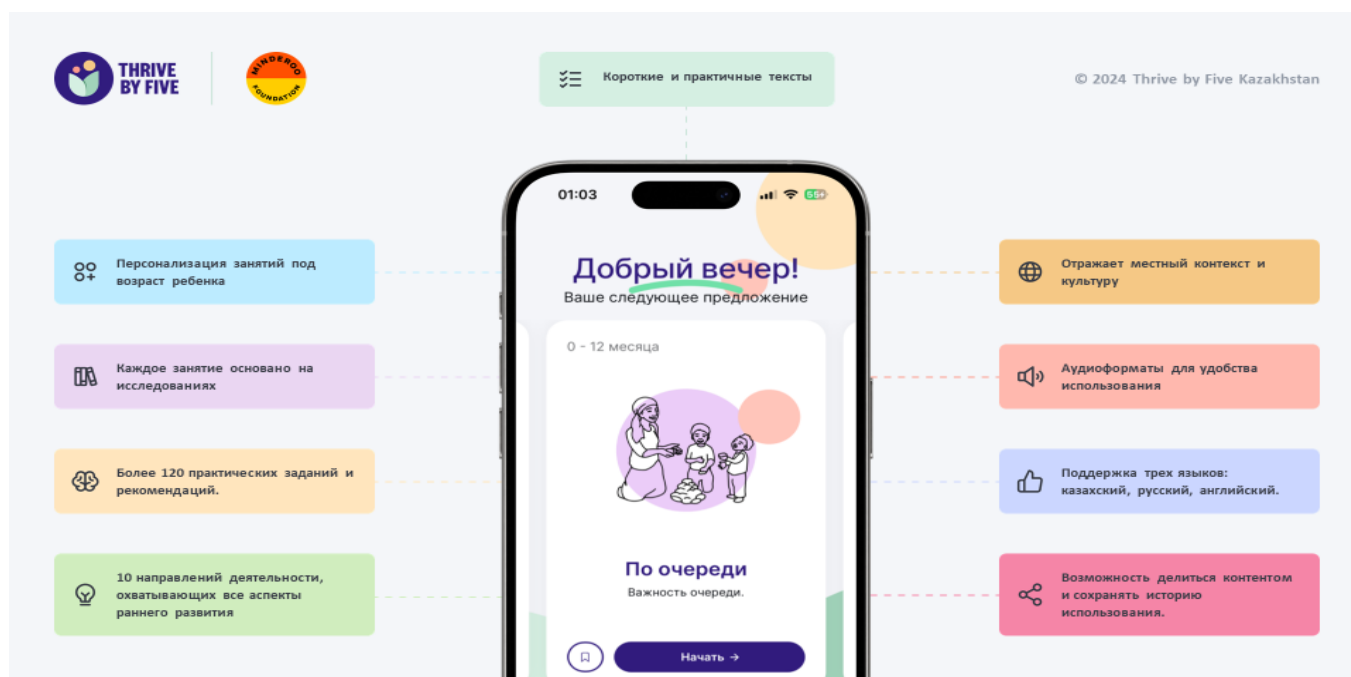 THRIVE
BY FIVE
MINDEROO
FOUNDATION
Короткие и практичные тексты
© 2024 Thrive by Five Kazakhstan
01:03
Добрый вечер!
Ваше следующее предложение
0 - 12 месяца
По очереди
Важность очереди.
Начать →
Персонализация занятий под
возраст ребенка
Каждое занятие основано на
исследованиях
Более 120 практических заданий и
рекомендаций.
10 направлений деятельности,
охватывающих все аспекты
раннего развития
Отражает местный контекст и
культуру
Аудиоформаты для удобства
использования
Поддержка трех языков:
казахский, русский, английский.
Возможность делиться контентом
и сохранять историю
использования.